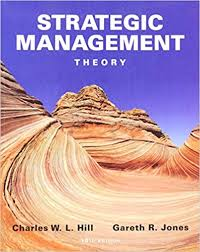 STRATEGIC
MANAGEMENT
THEORY
Charles W. L. Hill Gareth R. Jones